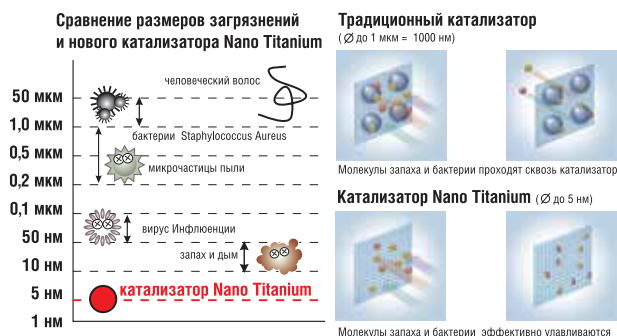 Сравнение размеров загрязнений
и нового катализатора Nano Titanium
50 мкм
1,0 мкм
0,5 мкм
0,2 мкм
0,1 мкм
50 нм
10 нм
5 нм
1 нм
человеческий волос
бактерии Staphylococcus Aureus
микрочастицы пыли
вирус Инфлюенции
запах и дым
катализатор Nano Titanium
Традиционный катализатор
(Ø до 1 мкм = 1000 нм)
Молекулы запаха и бактерии проходят сквозь катализатор
Катализатор Nano Titanium (Ø до 5 нм)
Молекулы запаха и бактерии эффективно улавливаются